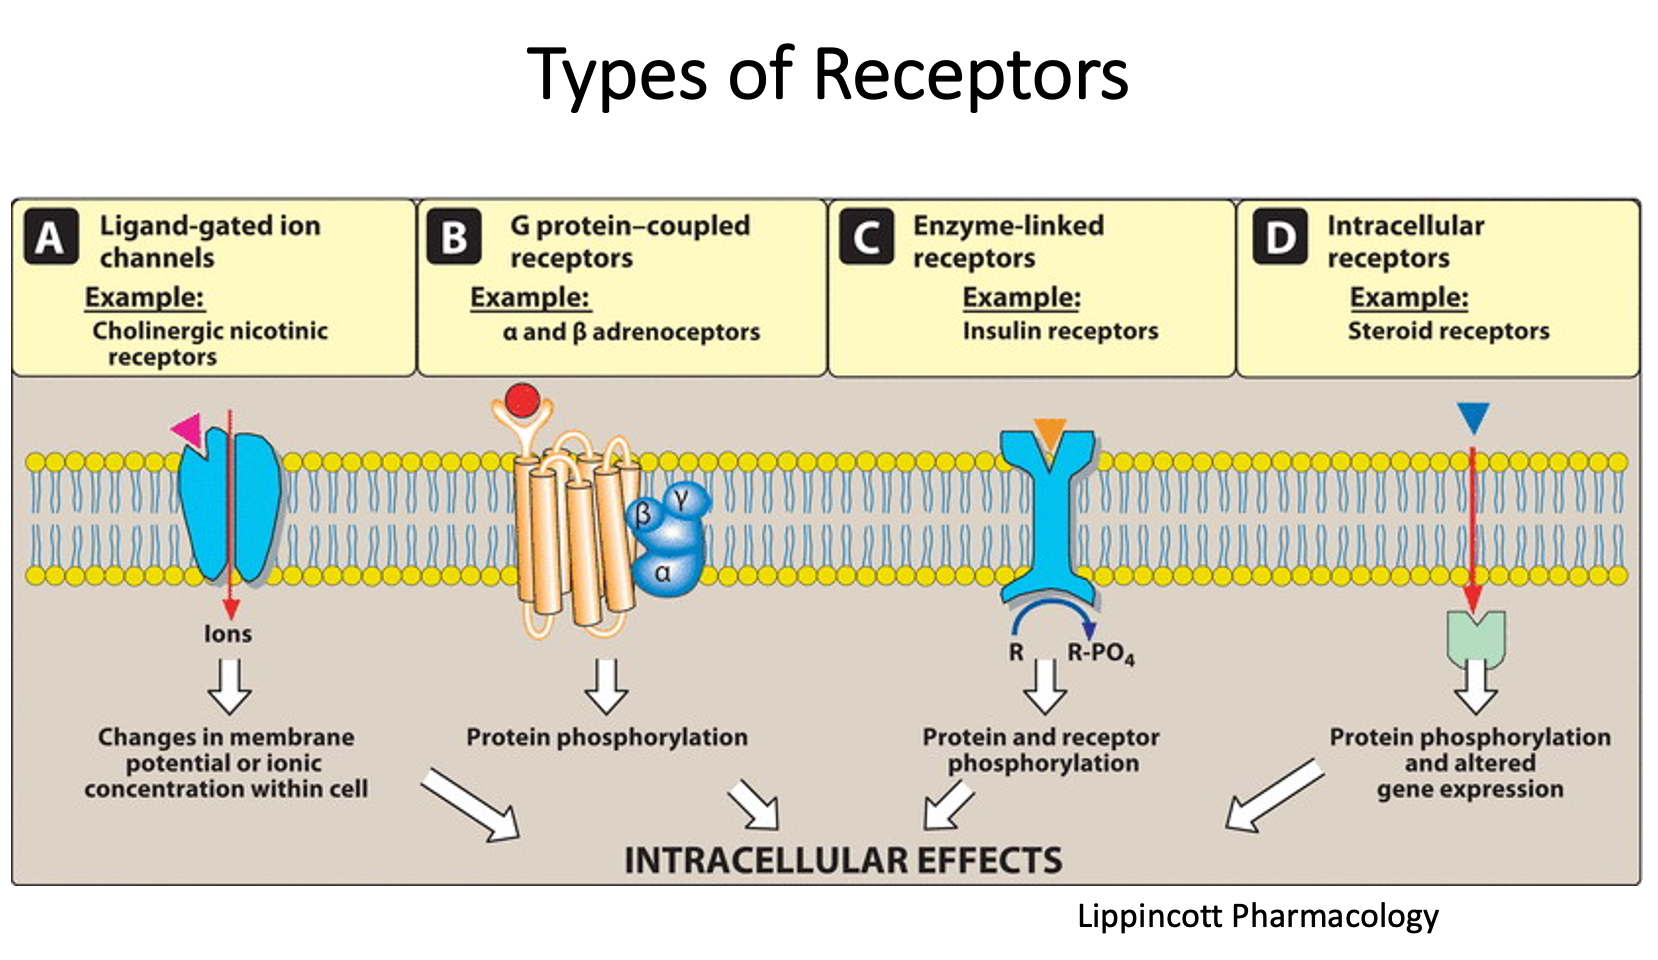 Types of Receptors
A
Ligand-gated ion
channels
Example:
Cholinergic nicotinic
receptors
B
G protein–coupled
receptors
Example:
α and β adrenoceptors
C
Enzyme-linked
receptors
Example:
Insulin receptors
D
Intracellular
receptors
Example:
Steroid receptors
β
γ
α
Ions
R
R-PO₄
Changes in membrane
potential or ionic
concentration within cell
Protein phosphorylation
Protein and receptor
phosphorylation
Protein phosphorylation
and altered
gene expression
INTRACELLULAR EFFECTS
Lippincott Pharmacology